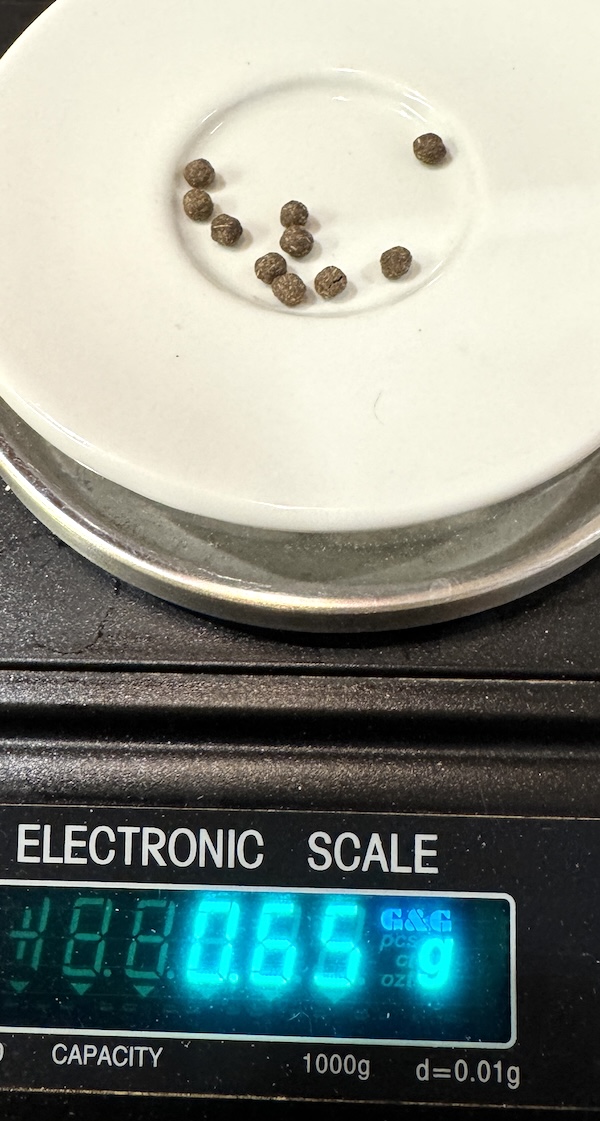 ELECTRONIC SCALE
G&G
pcs
0.65 g
CAPACITY 1000g d=0.01g